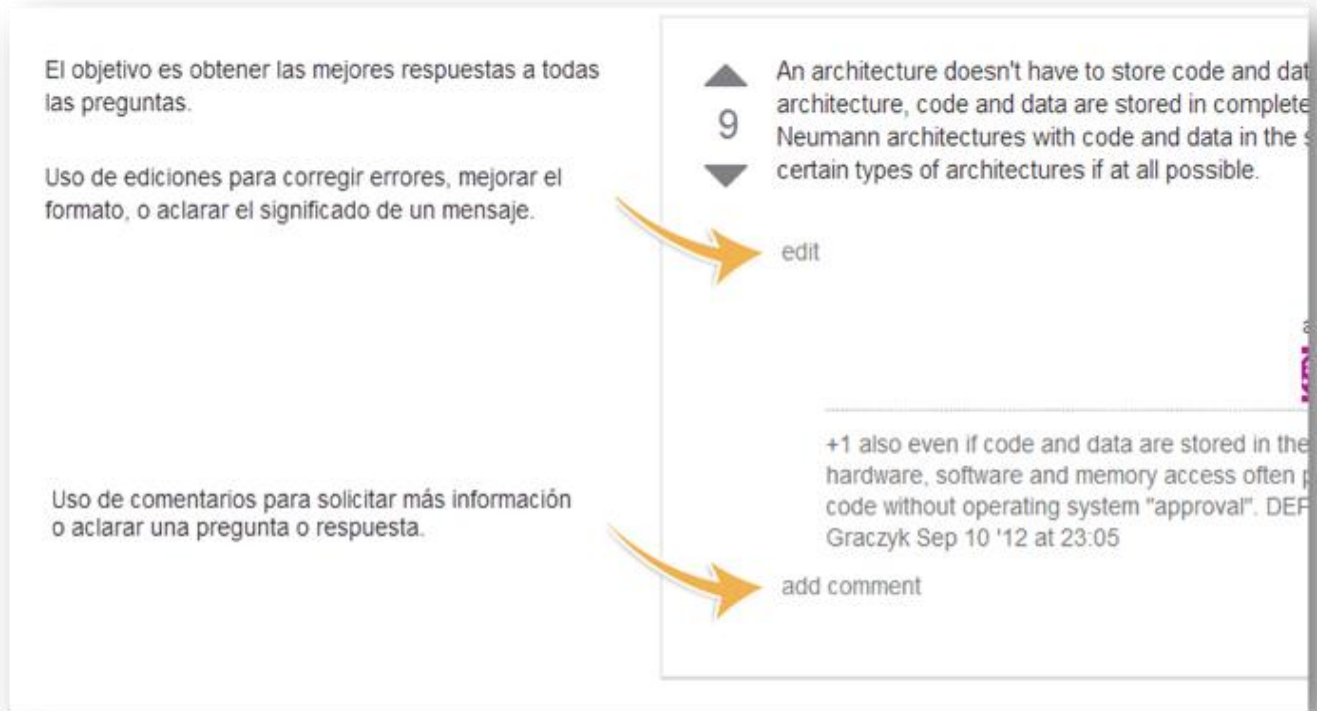 El objetivo es obtener las mejores respuestas a todas
las preguntas.
Uso de ediciones para corregir errores, mejorar el
formato, o aclarar el significado de un mensaje.
Uso de comentarios para solicitar más información
o aclarar una pregunta o respuesta.
An architecture doesn't have to store code and dat
architecture, code and data are stored in complete
9
Neumann architectures with code and data in the
certain types of architectures if at all possible.
edit
+1 also even if code and data are stored in the
hardware, software and memory access often
code without operating system "approval". DEF
Graczyk Sep 10 '12 at 23:05
add comment